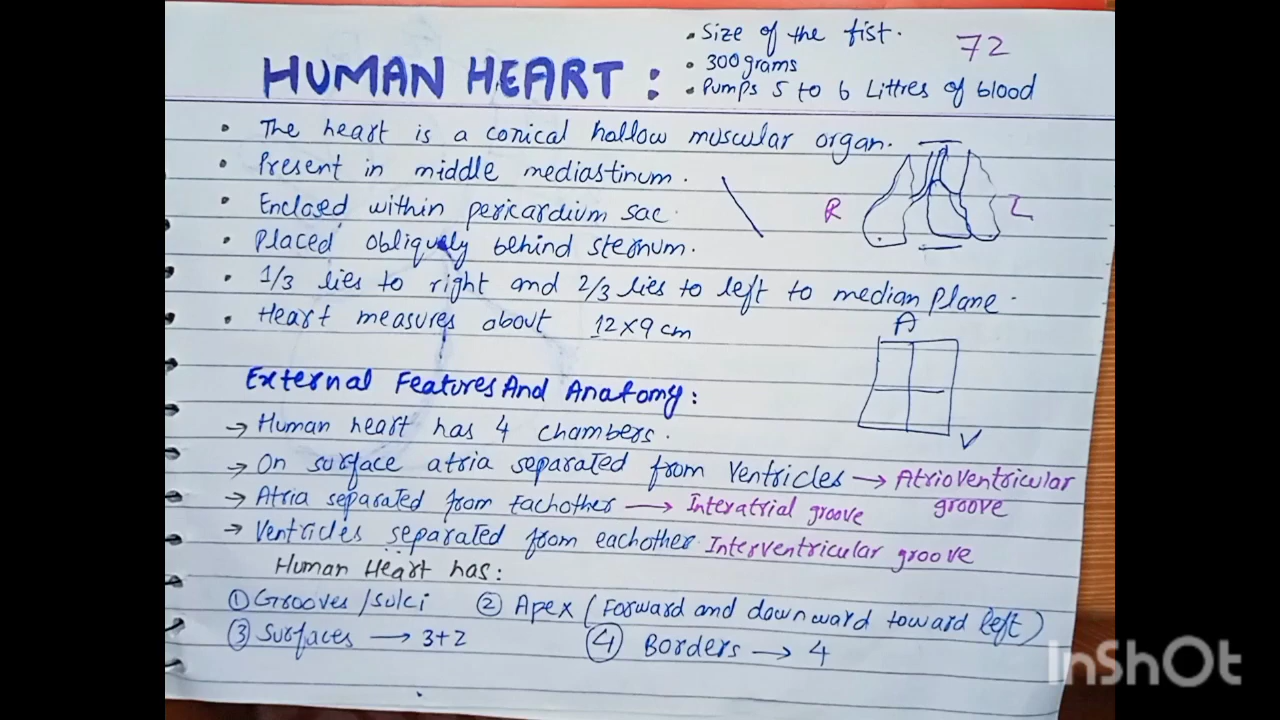 • Size of the fist.
72
• 300grams
HUMAN HEART :
• Pumps 5 to 6 Littres of blood
• The heart is a conical hollow muscular organ.
• Present in middle mediastinum.
• Enclosed within pericardium sac.
R L
• Placed obliquely behind sternum.
• 1/3 lies to right and 2/3 lies to left to median plane.
• Heart measures about 12×9 cm
A
External Features And Anatomy:
→ Human heart has 4 chambers.
V
→ On surface atria separated from Ventricles → Atrioventricular groove
→ Atria separated from Eachother → Interatrial groove
→ Ventricles separated from eachother Interventricular groove
Human Heart has:
① Grooves/sulci ② Apex (Forward and downward toward left)
③ Surfaces → 3+2 ④ Borders → 4
InShOt